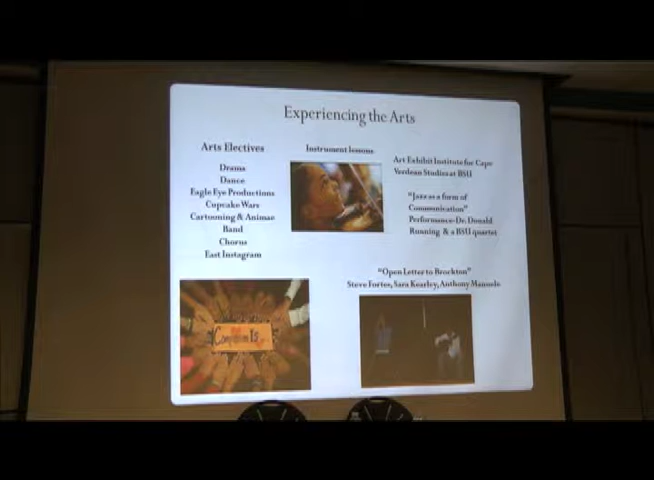 Experiencing the Arts
Arts Electives
Drama
Dance
Eagle Eye Productions
Cupcake Wars
Cartooning & Animae
Band
Chorus
East Instagram
Instrument lessons
Art Exhibit Institute for Cape
Verdean Studies at BSU
"Jazz as a form of
Communication"
Performance- Dr. Donald
Running & a BSU quartet
"Open Letter to Brockton"
Steve Fortes, Sara Kearley, Anthony Manuele